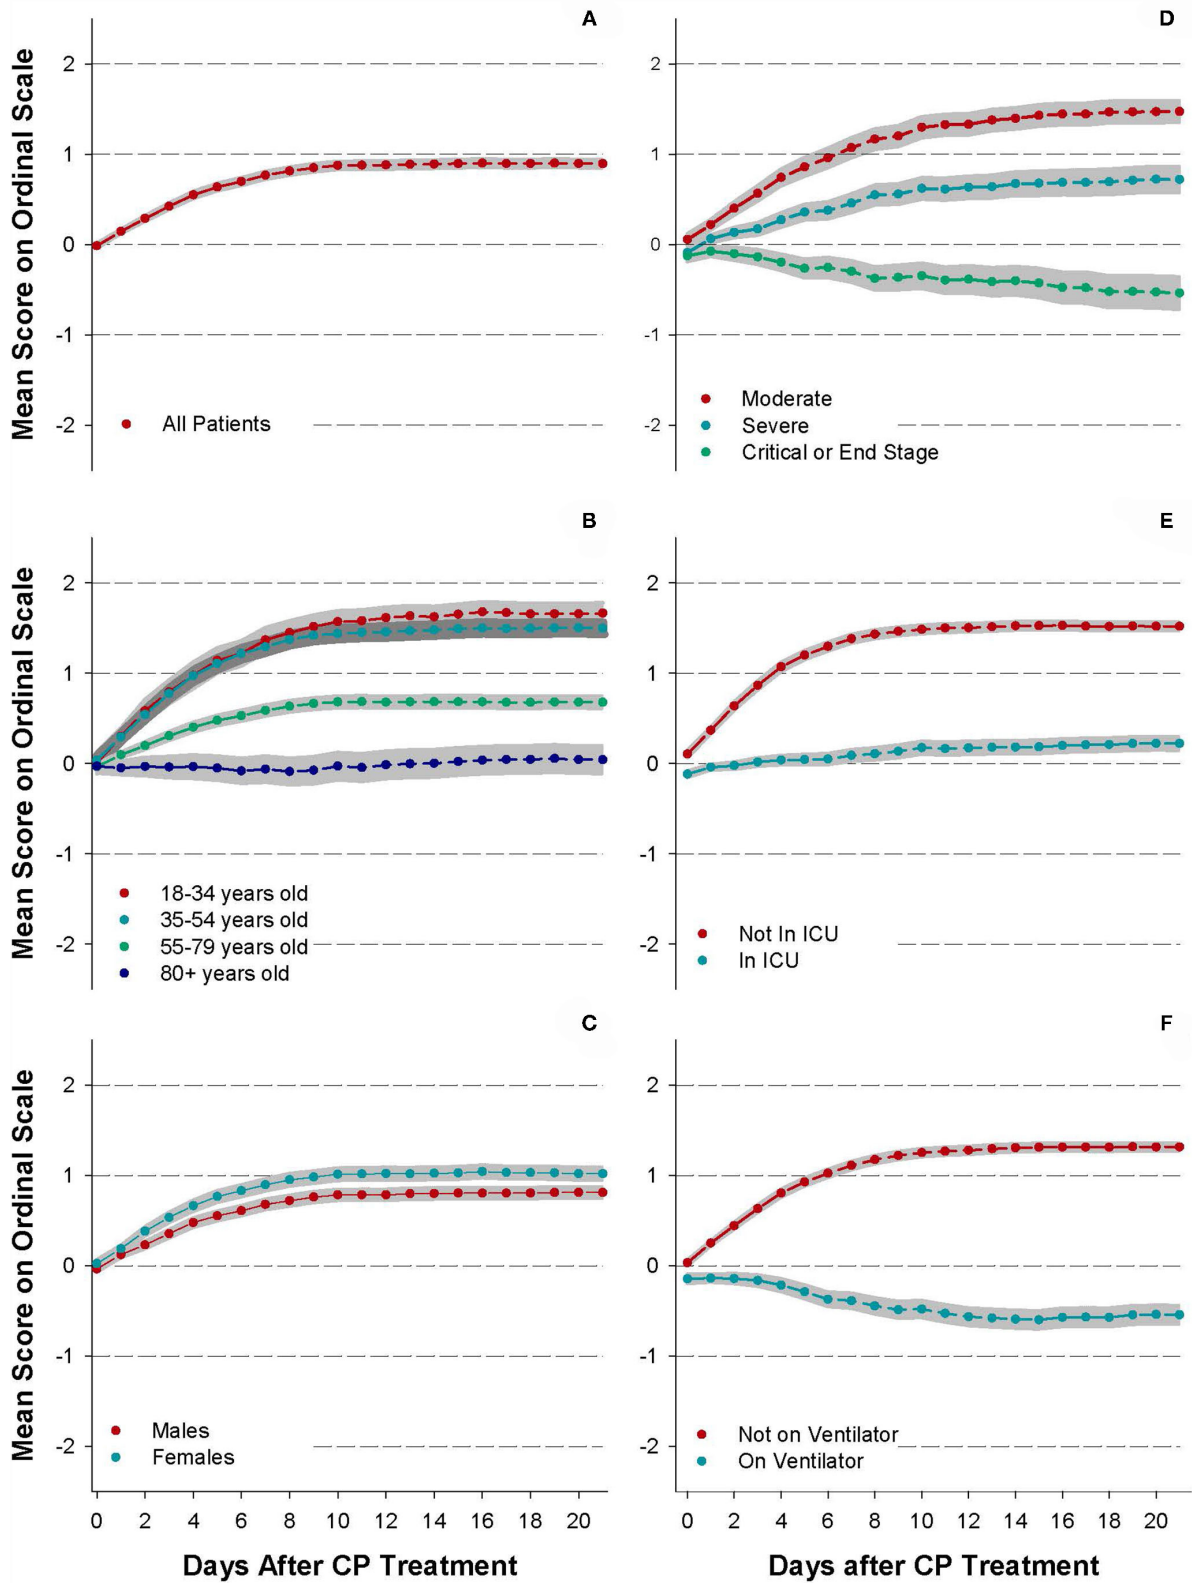 A
Mean Score on Ordinal Scale
2
1
0
-1
-2
All Patients
D
2
1
0
-1
-2
Moderate
Severe
Critical or End Stage
B
Mean Score on Ordinal Scale
2
1
0
-1
-2
18-34 years old
35-54 years old
55-79 years old
80+ years old
E
2
1
0
-1
-2
Not In ICU
In ICU
C
Mean Score on Ordinal Scale
2
1
0
-1
-2
Males
Females
0 2 4 6 8 10 12 14 16 18 20
Days After CP Treatment
F
2
1
0
-1
-2
Not on Ventilator
On Ventilator
0 2 4 6 8 10 12 14 16 18 20
Days after CP Treatment